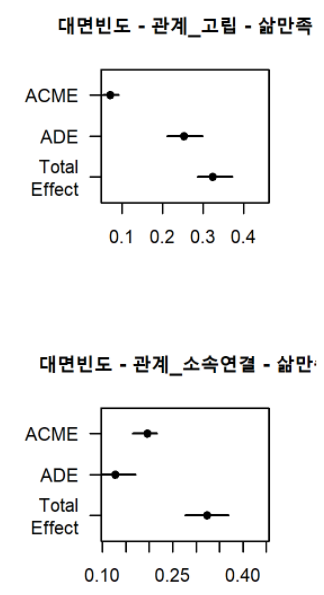 대면빈도 - 관계_고립 - 삶만족
ACME
ADE
Total
Effect
0.1 0.2 0.3 0.4
대면빈도 - 관계_소속연결 - 삶만
ACME
ADE
Total
Effect
0.10 0.25 0.40